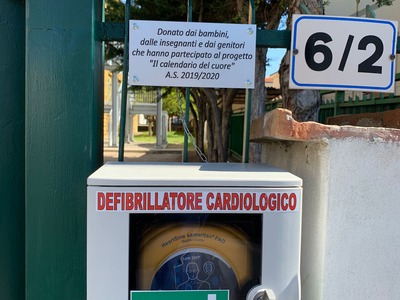 Donato dai bambini,
dalle insegnanti e dai genitori
che hanno partecipato al progetto
"Il calendario del cuore"
A.S. 2019/2020
6/2
DEFIBRILLATORE CARDIOLOGICO